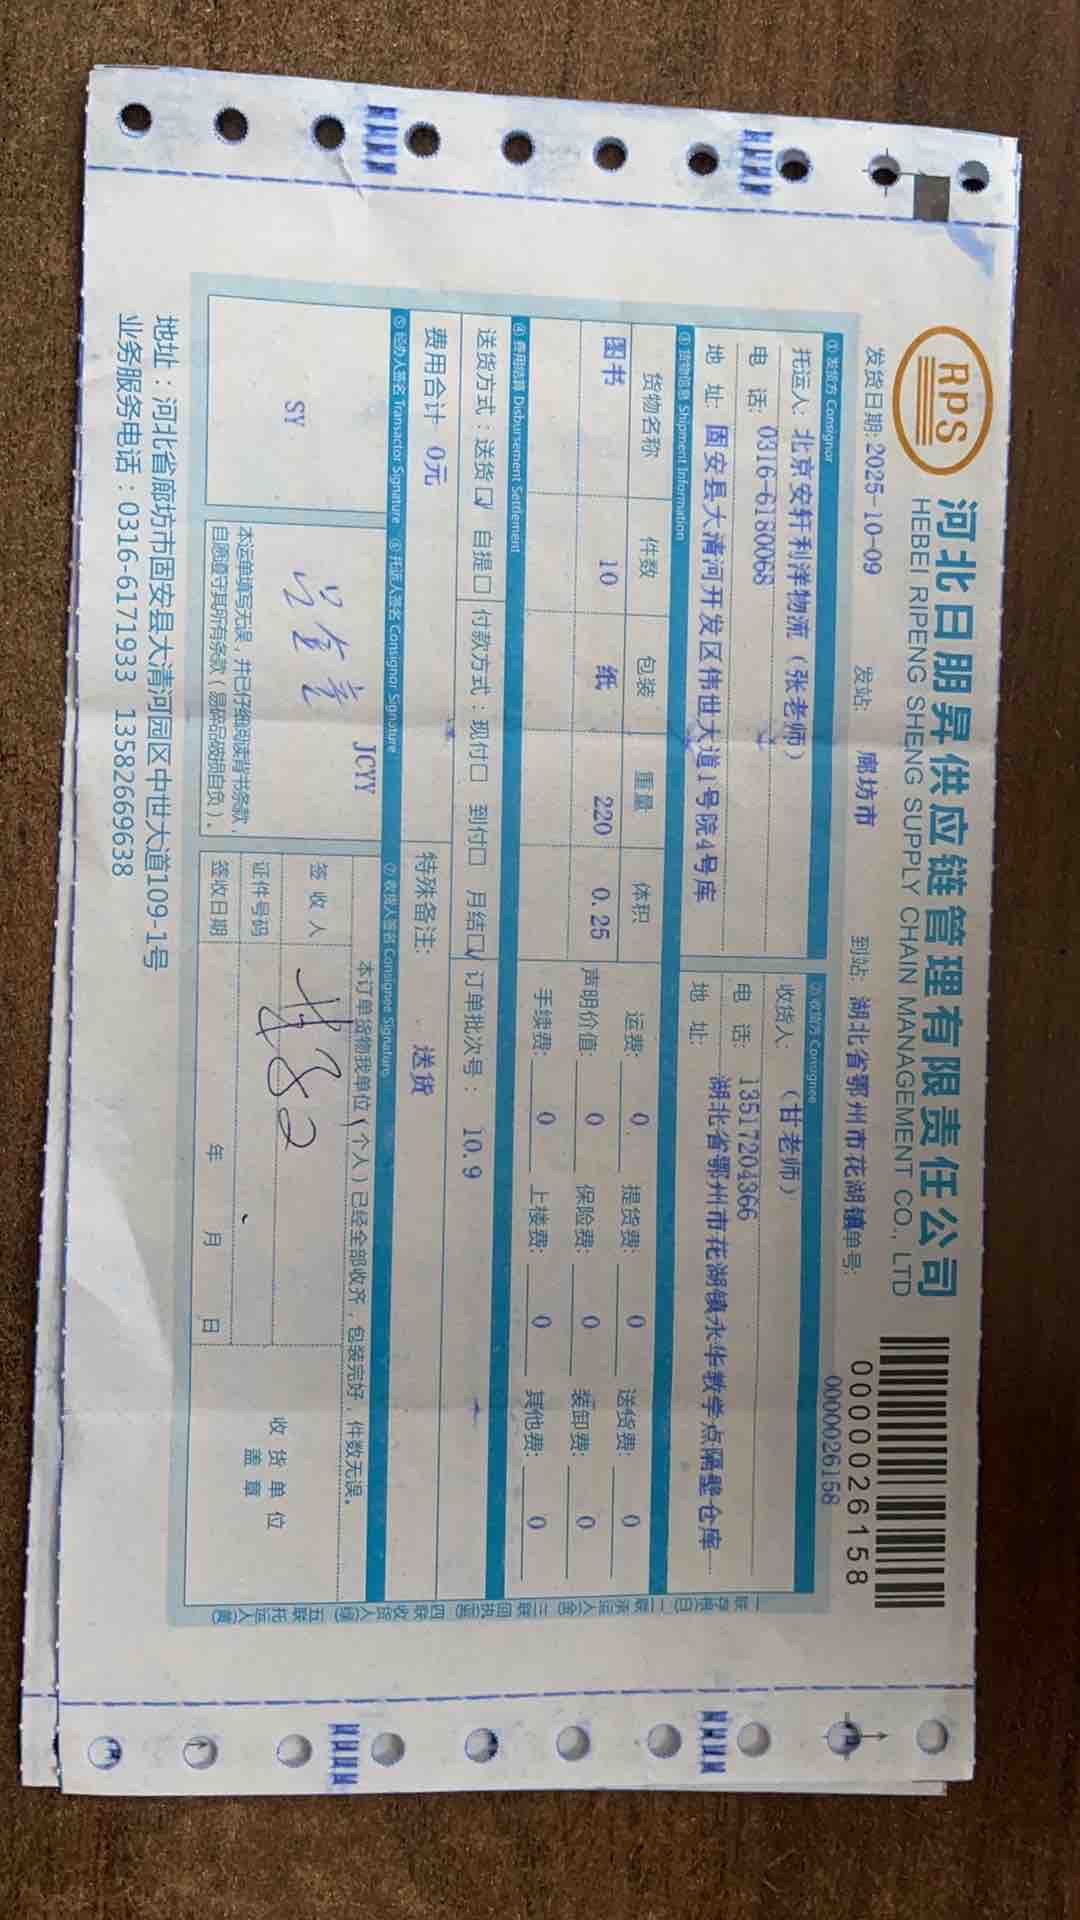 RPS
河北日朋昇供应链管理有限责任公司
HEBEI RIPENG SHENG SUPPLY CHAIN MANAGEMENT CO., LTD
0000026158
发货日期: 2025-10-09 发站: 廊坊市 到站: 湖北省鄂州市花湖镇 单号: 0000026158
① 发货方 Consignor
② 收货方 Consignee
托运人: 北京安轩利洋物流（张老师）
收货人: （甘老师）
电 话: 0316-6180068
电 话: 13517204366
地 址: 固安县大清河开发区伟世大道1号院4号库
地 址: 湖北省鄂州市花湖镇永华教学点隔壁仓库
③ 货物信息 Shipment Information
货物名称 件数 包装 重量 体积
图书 10 纸 220 0.25
运费: 0 提货费: 0 送货费: 0
声明价值: 0 保险费: 0 装卸费: 0
手续费: 0 上楼费: 0 其他费: 0
④ 费用结算 Disbursement Settlement
送货方式：送货☑ 自提□ 付款方式：现付□ 到付□ 月结☑ 订单批次号： 10.9
费用合计 0元
特殊备注: 送货
⑤ 经办人签名 Transactor Signature ⑥ 托运人签名 Consignor Signature ⑦ 收货人签名 Consignee Signature
SY
JCYY
本运单填写无误，并已仔细阅读背书条款，
自愿遵守其所有条款（易碎品破损自负）。
本订单货物我单位（个人）已经全部收齐，包装完好，件数无误。
签 收 人
证件号码
签收日期 年 月 日
收 货 单 位
盖 章
地址：河北省廊坊市固安县大清河园区中世大道109-1号
业务服务电话：0316-6171933 13582669638